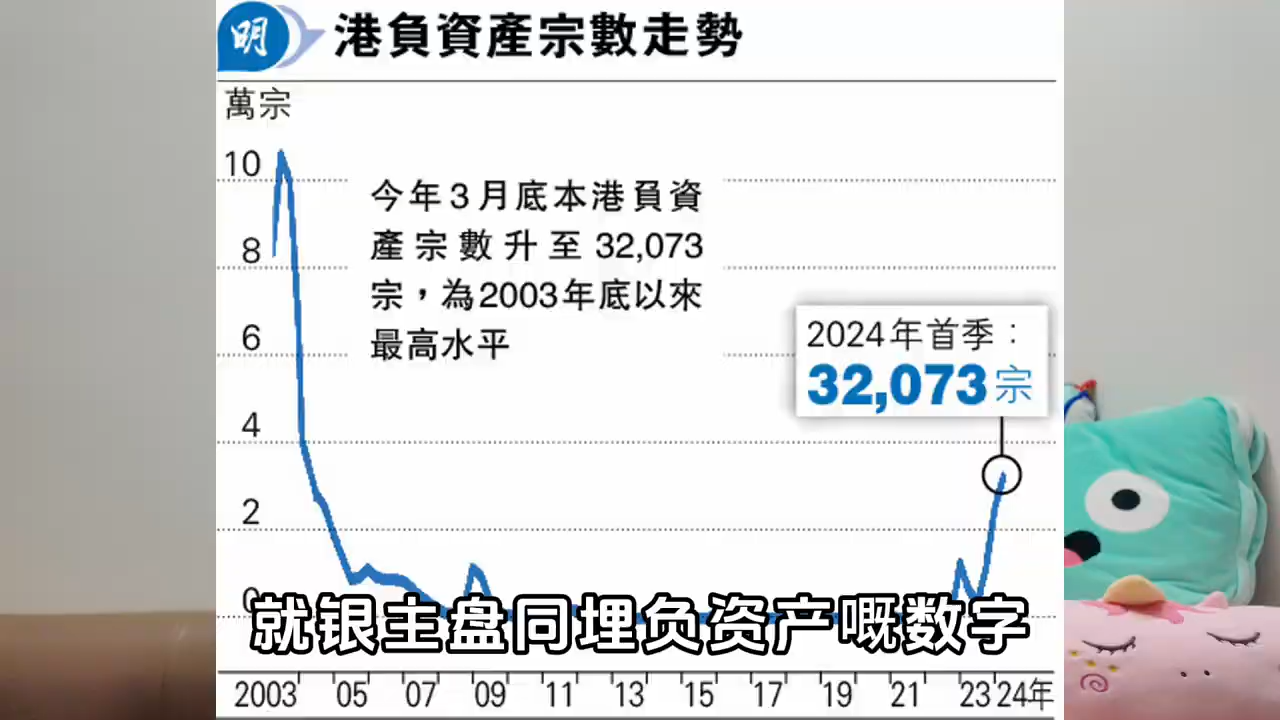 明
港負資產宗數走勢
萬宗
10
8
6
4
2
0
今年3月底本港負資
產宗數升至32,073
宗，為2003年底以來
最高水平
2024年首季：
32,073宗
就银主盘同埋负资产嘅数字
2003 05 07 09 11 13 15 17 19 21 23 24年